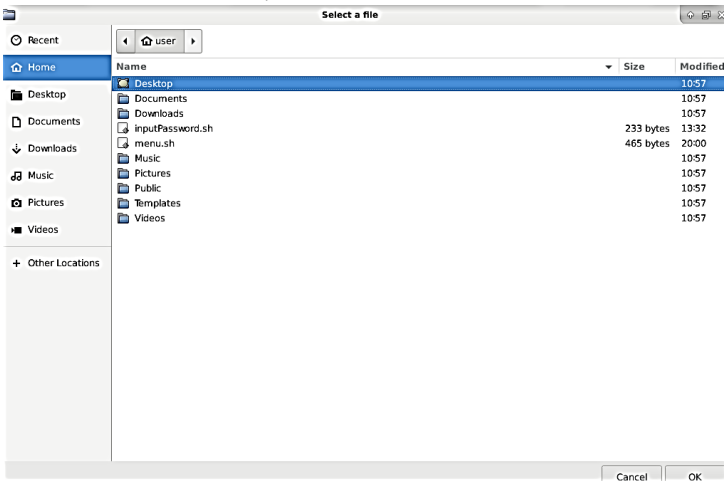 Select a file
Recent
Home
Desktop
Documents
Downloads
Music
Pictures
Videos
Other Locations
user
Name Size Modified
Desktop 10:57
Documents 10:57
Downloads 10:57
inputPassword.sh 233 bytes 13:32
menu.sh 465 bytes 20:00
Music 10:57
Pictures 10:57
Public 10:57
Templates 10:57
Videos 10:57
Cancel OK